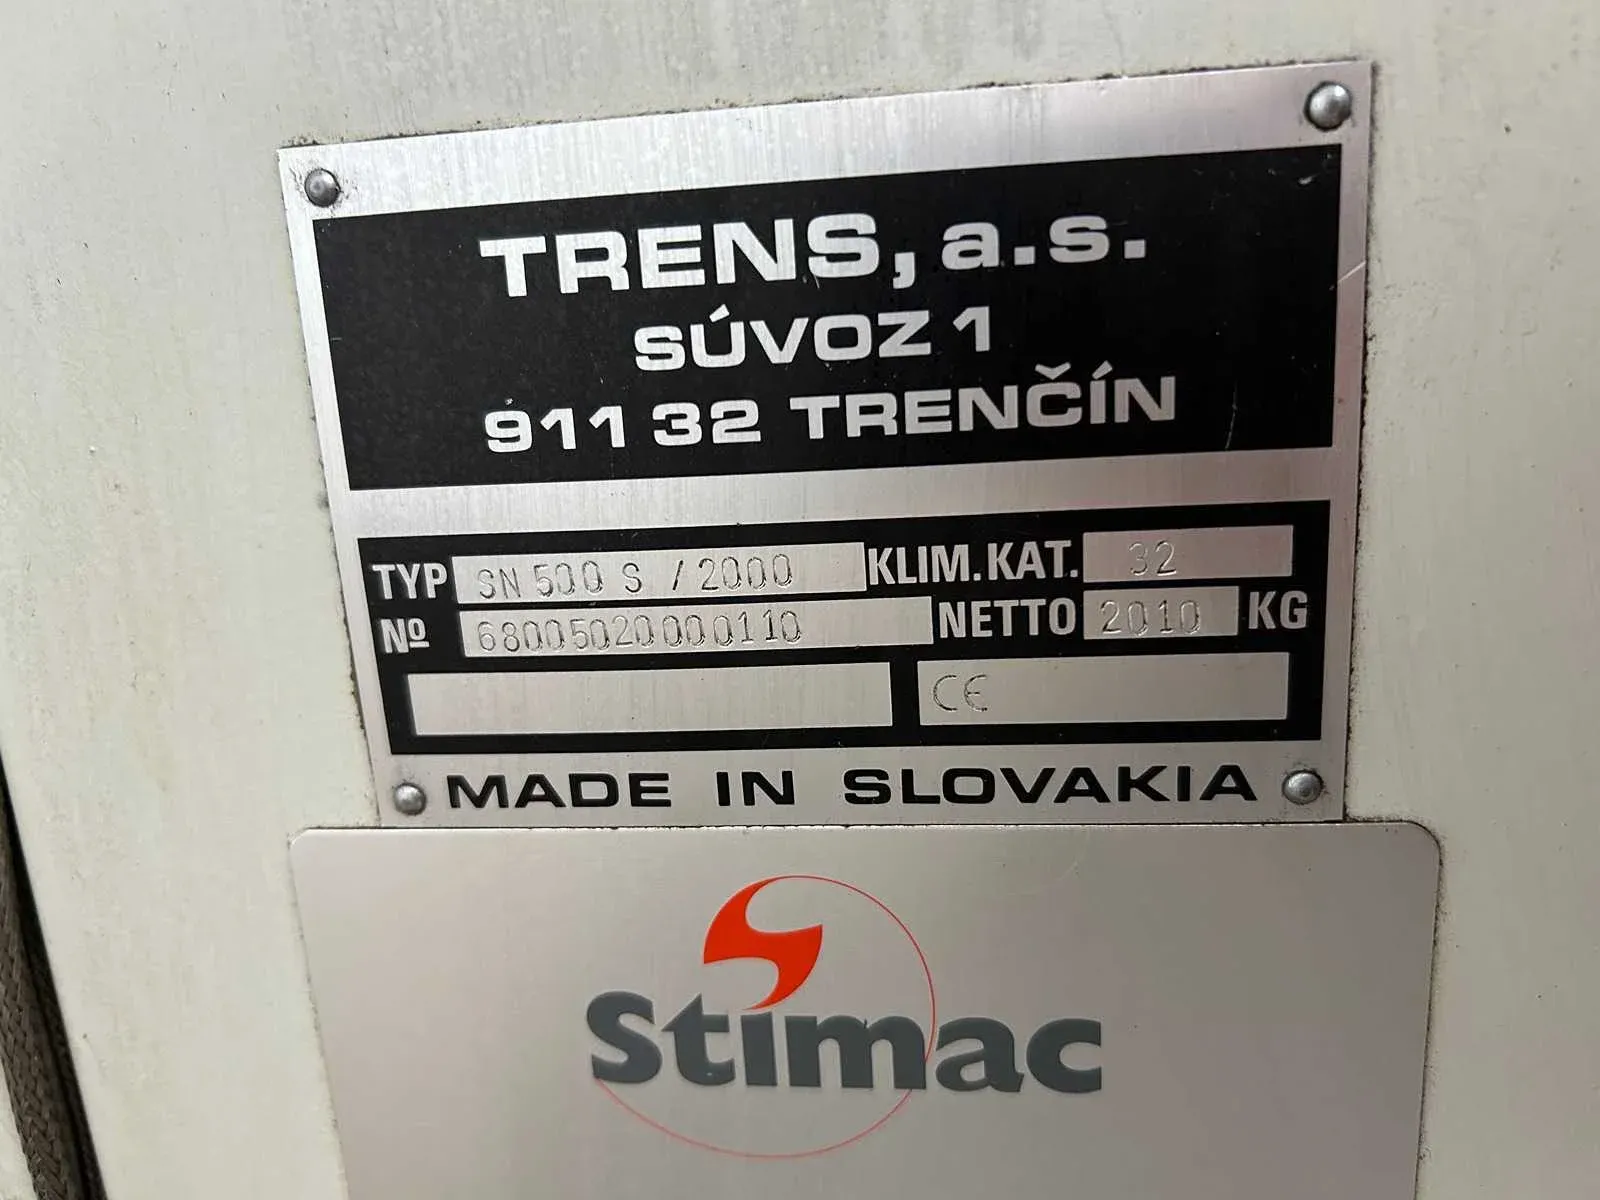 TRENS, a.s.
SÚVOZ 1
911 32 TRENČÍN
TYP SN 500 S / 2000 KLIM.KAT. 32
Nº 68005020000110 NETTO 2010 KG
CE
MADE IN SLOVAKIA
Stimac